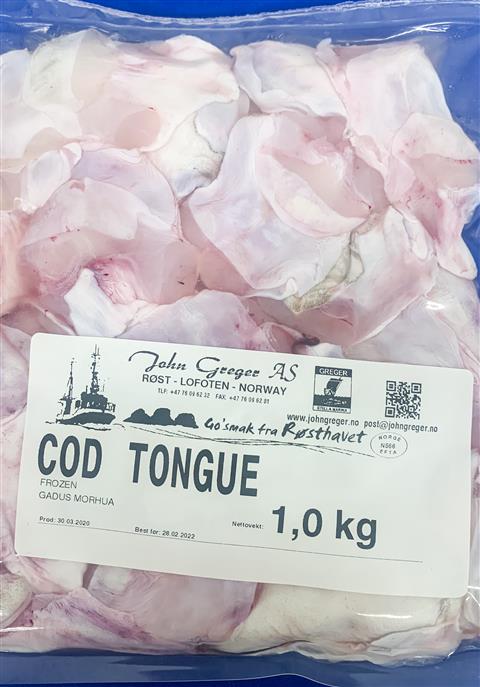 John Greger AS
RØST - LOFOTEN - NORWAY
TLF: +47 76 09 62 32 FAX: +47 76 09 62 01
GREGER
STELLA MARINA
www.johngreger.no post@johngreger.no
Go'smak fra Røsthavet
NORGE
N566
EFTA
COD TONGUE
FROZEN
GADUS MORHUA
Prod: 30.03.2020 Best før: 28.02.2022 Nettovekt: 1,0 kg